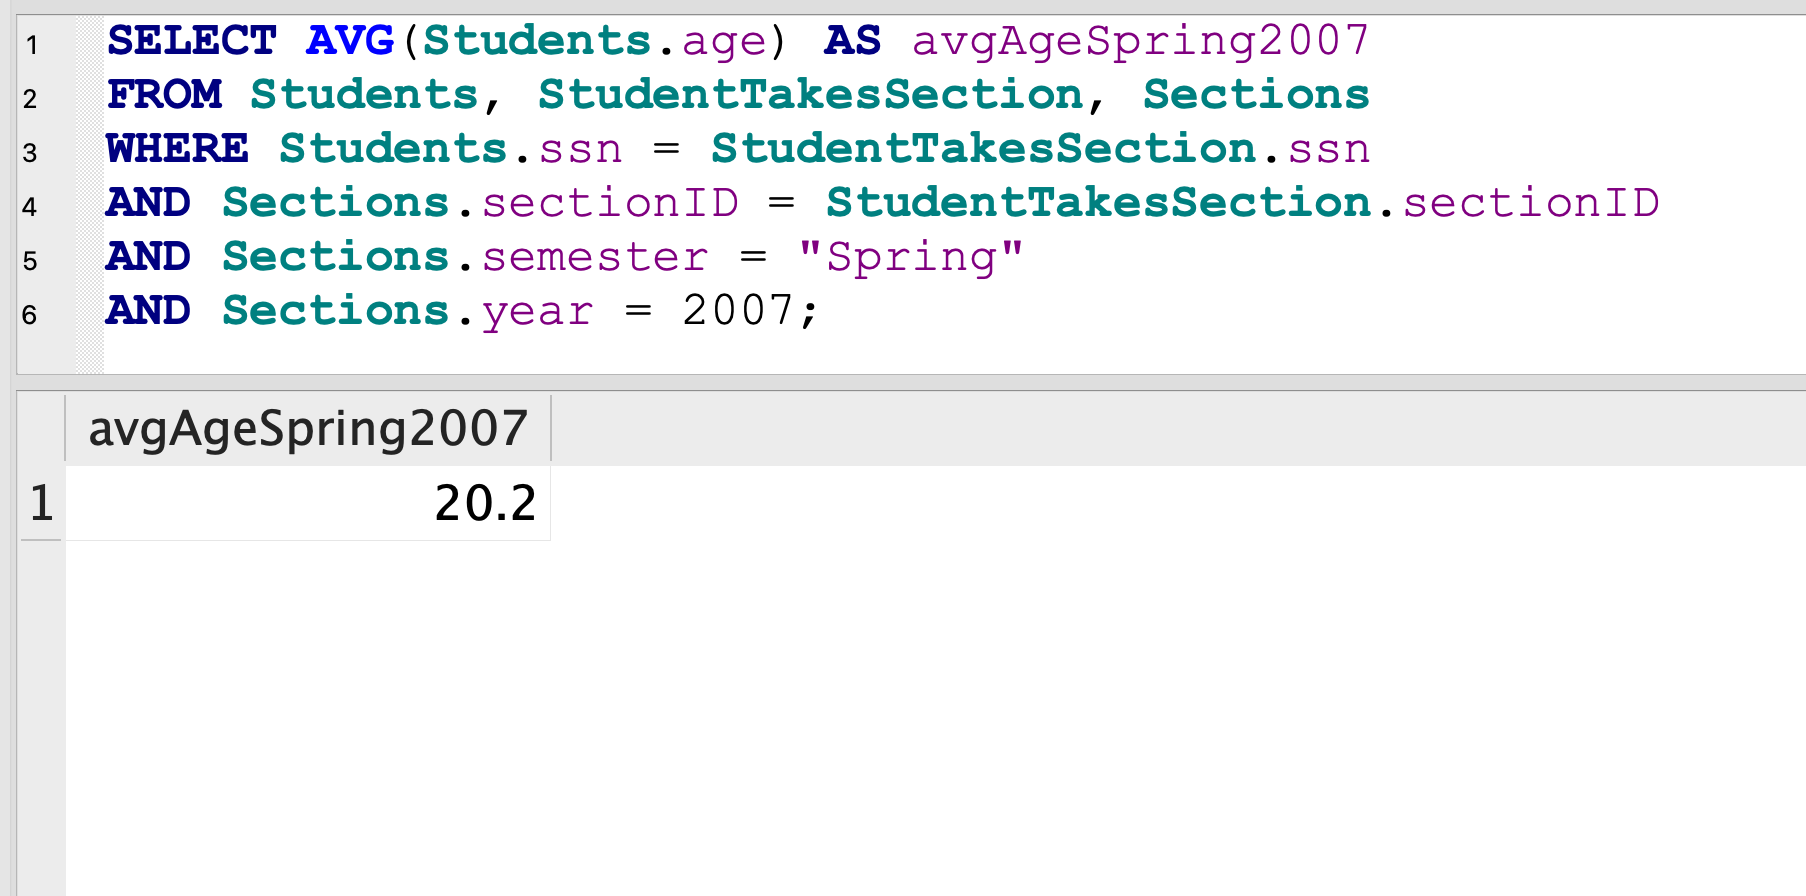 1 SELECT AVG(Students.age) AS avgAgeSpring2007
2 FROM Students, StudentTakesSection, Sections
3 WHERE Students.ssn = StudentTakesSection.ssn
4 AND Sections.sectionID = StudentTakesSection.sectionID
5 AND Sections.semester = "Spring"
6 AND Sections.year = 2007;
avgAgeSpring2007
1 20.2